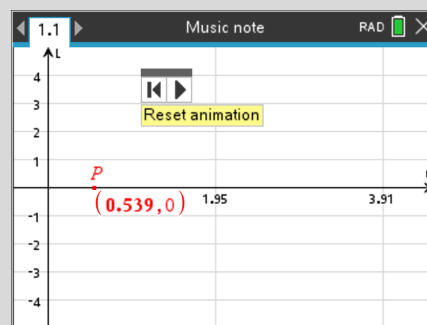 1.1 Music note RAD
L
4
3
Reset animation
2
1
P
(0.539,0) 1.95 3.91
-1
-2
-3
-4